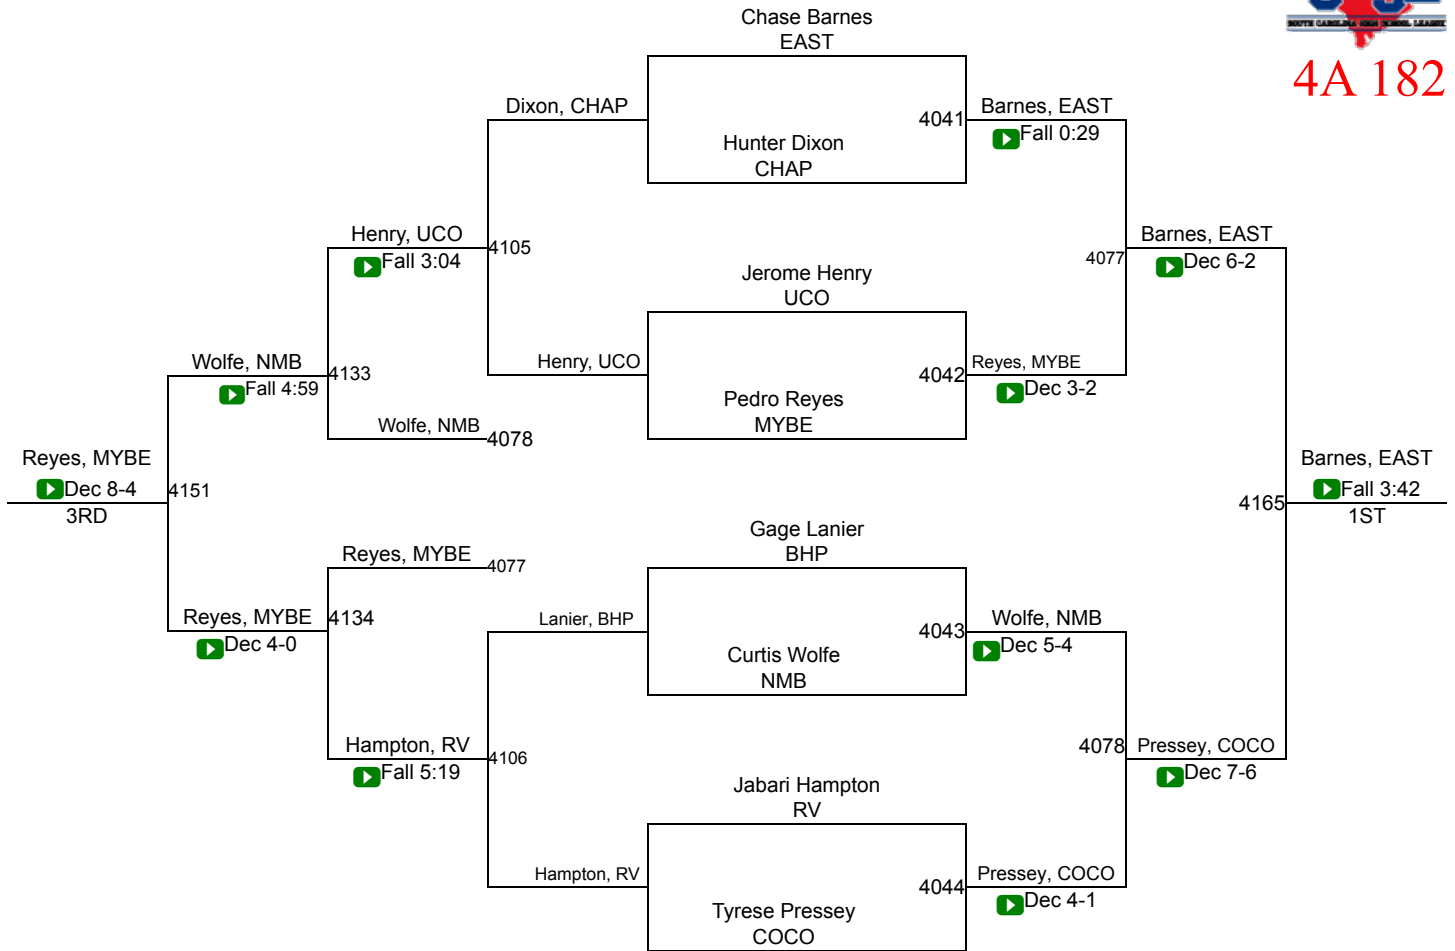 SOUTH CAROLINA HIGH SCHOOL LEAGUE
4A 182
Chase Barnes
EAST
Dixon, CHAP
4041
Barnes, EAST
Fall 0:29
Hunter Dixon
CHAP
Henry, UCO
Fall 3:04
4105
4077
Barnes, EAST
Dec 6-2
Jerome Henry
UCO
Wolfe, NMB
Fall 4:59
4133
Henry, UCO
4042
Reyes, MYBE
Dec 3-2
Pedro Reyes
MYBE
Wolfe, NMB
4078
Reyes, MYBE
Dec 8-4
3RD
4151
4165
Barnes, EAST
Fall 3:42
1ST
Gage Lanier
BHP
Reyes, MYBE
4077
Reyes, MYBE
Dec 4-0
4134
Lanier, BHP
4043
Wolfe, NMB
Dec 5-4
Curtis Wolfe
NMB
Hampton, RV
Fall 5:19
4106
4078
Pressey, COCO
Dec 7-6
Jabari Hampton
RV
Hampton, RV
4044
Pressey, COCO
Dec 4-1
Tyrese Pressey
COCO